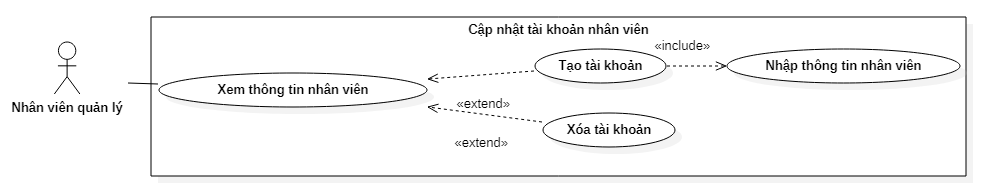 Cập nhật tài khoản nhân viên
«include»
Tạo tài khoản
Nhập thông tin nhân viên
Xem thông tin nhân viên
Nhân viên quản lý
«extend»
Xóa tài khoản
«extend»